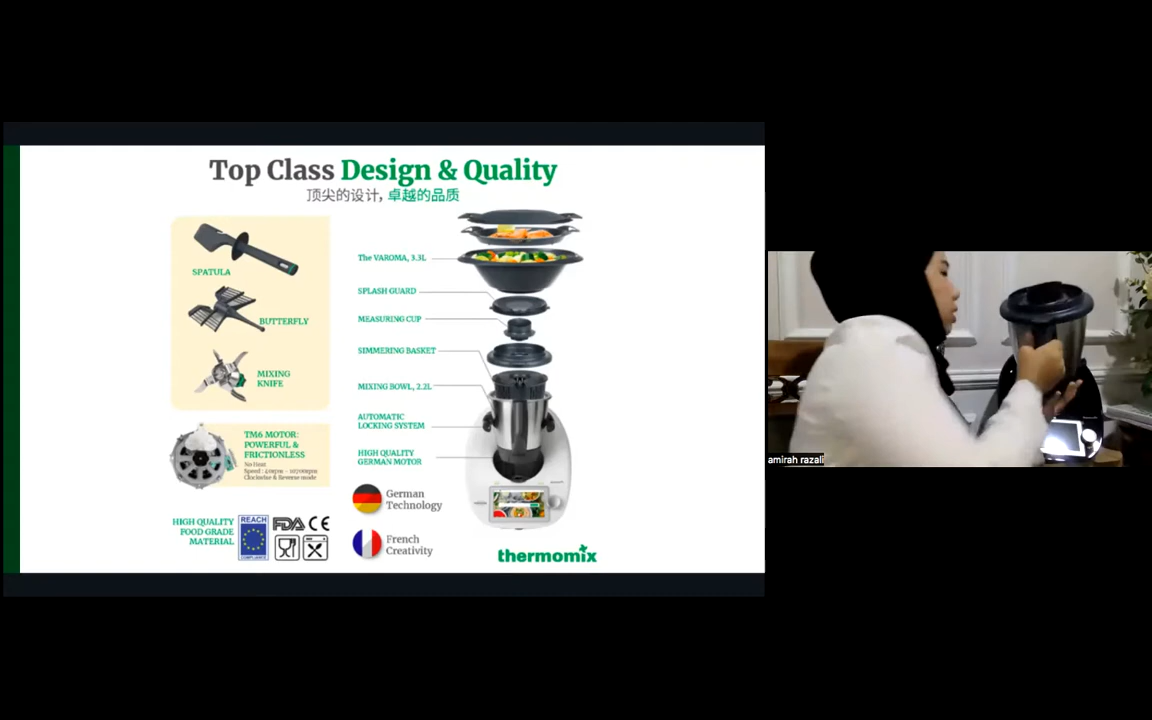 Top Class Design & Quality
顶尖的设计, 卓越的品质
SPATULA
BUTTERFLY
MIXING
KNIFE
TM6 MOTOR:
POWERFUL &
FRICTIONLESS
No Heat
Clockwise & Reverse mode
HIGH QUALITY
FOOD GRADE
MATERIAL
REACH
COMPLIANCE
FDA CE
The VAROMA, 3.3L
SPLASH GUARD
MEASURING CUP
SIMMERING BASKET
MIXING BOWL, 2.2L
AUTOMATIC
LOCKING SYSTEM
HIGH QUALITY
GERMAN MOTOR
German
Technology
French
Creativity
thermomix
amirah razali